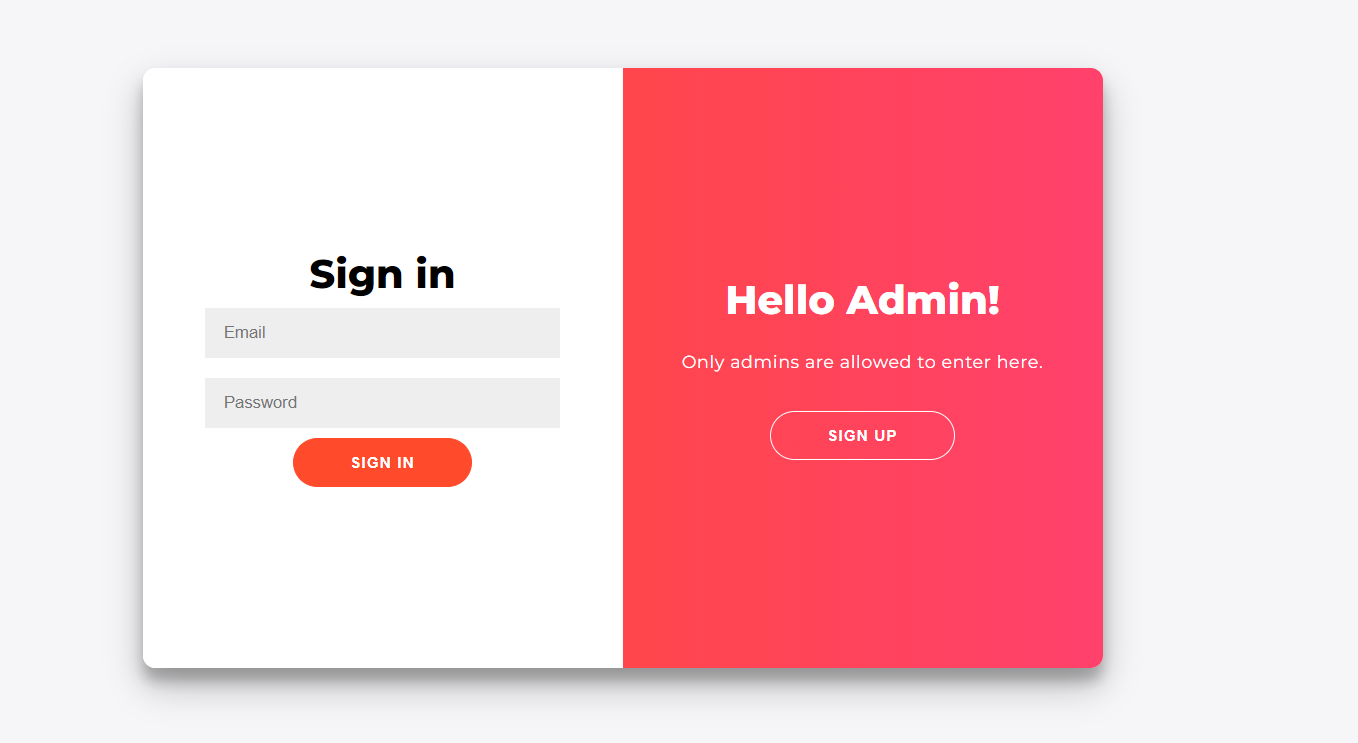 Sign in
Email
Password
SIGN IN
Hello Admin!
Only admins are allowed to enter here.
SIGN UP